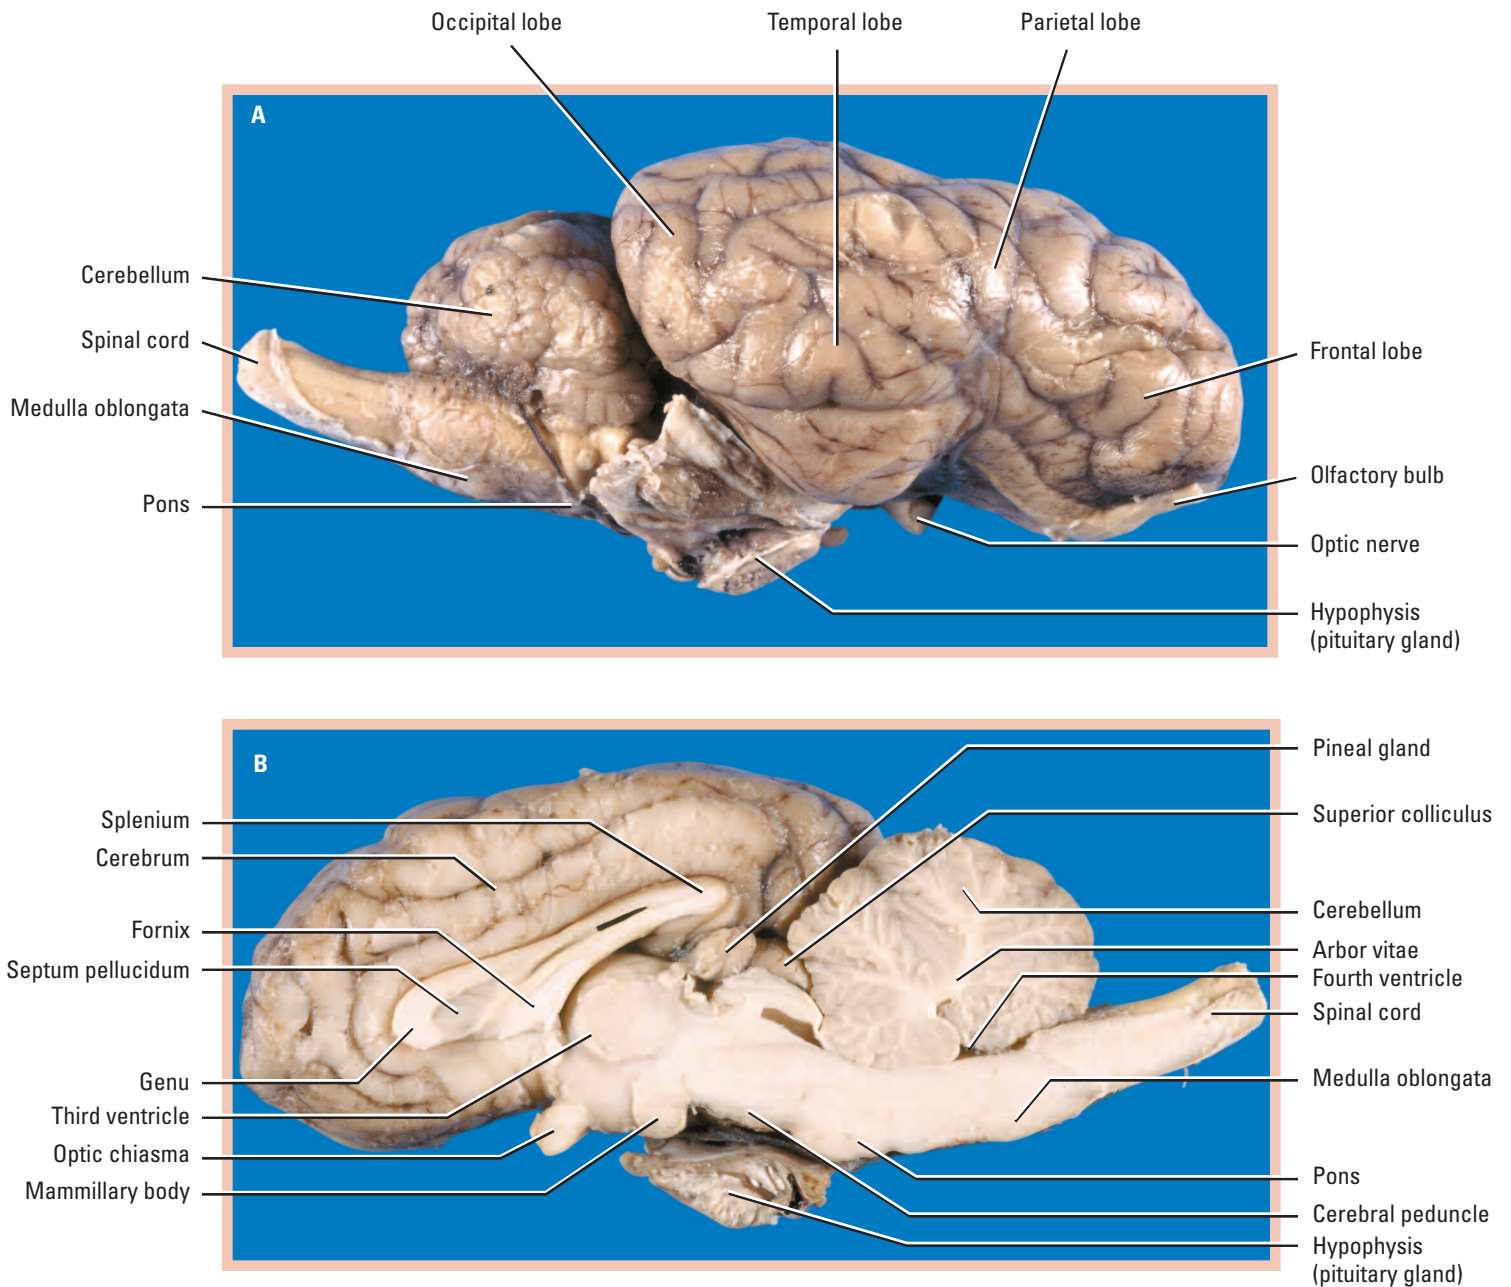 Occipital lobe
Temporal lobe
Parietal lobe
A
Cerebellum
Spinal cord
Medulla oblongata
Pons
Frontal lobe
Olfactory bulb
Optic nerve
Hypophysis
(pituitary gland)
B
Splenium
Cerebrum
Fornix
Septum pellucidum
Genu
Third ventricle
Optic chiasma
Mammillary body
Pineal gland
Superior colliculus
Cerebellum
Arbor vitae
Fourth ventricle
Spinal cord
Medulla oblongata
Pons
Cerebral peduncle
Hypophysis
(pituitary gland)